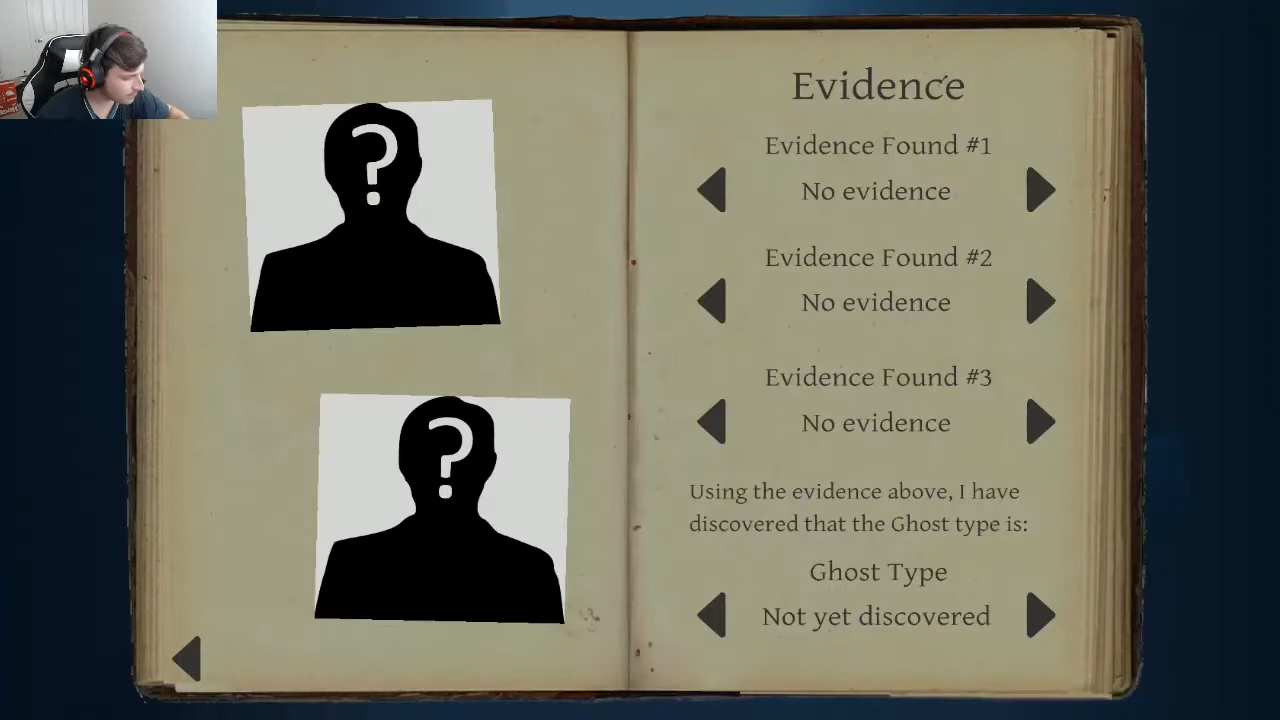 Evidence
Evidence Found #1
No evidence
Evidence Found #2
No evidence
Evidence Found #3
No evidence
Using the evidence above, I have
discovered that the Ghost type is:
Ghost Type
Not yet discovered
?
?